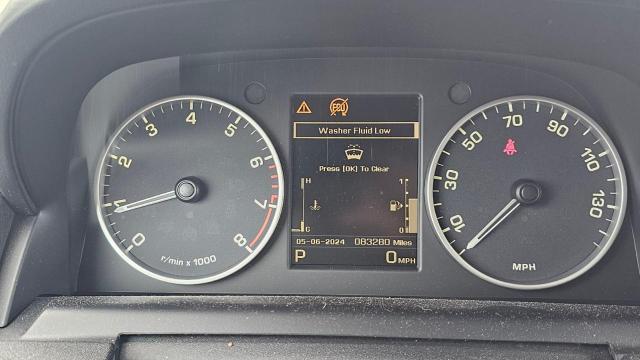 ECO
Washer Fluid Low
Press [OK] To Clear
H 1
C 0
05-06-2024 083280 Miles
P 0 MPH
0 1 2 3 4 5 6 7 8
r/min x 1000
10 30 50 70 90 110 130
MPH